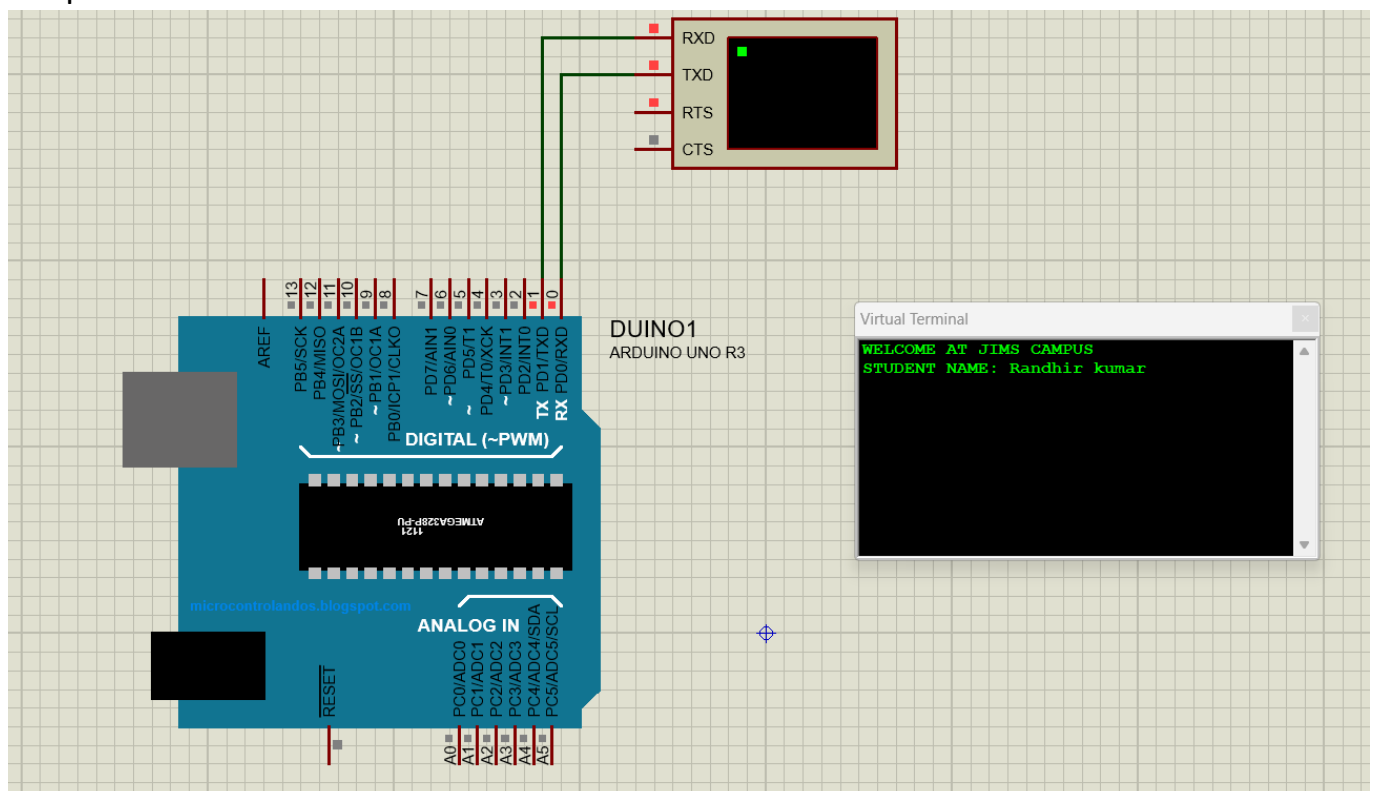 RXD
TXD
RTS
CTS
13
12
11
10
9
8
7
6
5
4
3
2
1
0
AREF
PB5/SCK
PB4/MISO
~PB3/MOSI/OC2A
~ PB2/SS/OC1B
~ PB1/OC1A
PB0/ICP1/CLKO
PD7/AIN1
~ PD6/AIN0
~ PD5/T1
PD4/T0/XCK
~ PD3/INT1
PD2/INT0
TX PD1/TXD
RX PD0/RXD
DIGITAL (~PWM)
DUINO1
ARDUINO UNO R3
Virtual Terminal
WELCOME AT JIMS CAMPUS
STUDENT NAME: Randhir kumar
ATMEGA328P-PU
1121
microcontrolandos.blogspot.com
ANALOG IN
RESET
PC0/ADC0
PC1/ADC1
PC2/ADC2
PC3/ADC3
PC4/ADC4/SDA
PC5/ADC5/SCL
A0
A1
A2
A3
A4
A5